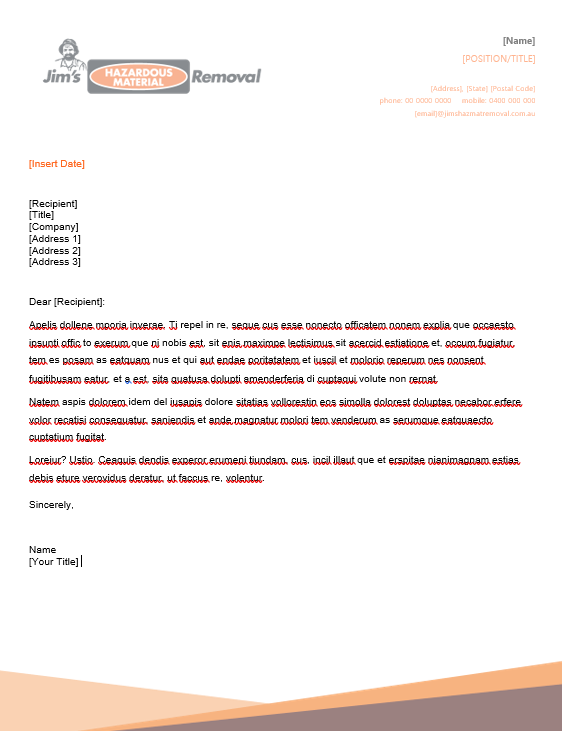 Jim's HAZARDOUS MATERIAL Removal
[Name]
[POSITION/TITLE]
[Address], [State] [Postal Code]
phone: 00 0000 0000 mobile: 0400 000 000
[email]@jimshazmatremoval.com.au
[Insert Date]
[Recipient]
[Title]
[Company]
[Address 1]
[Address 2]
[Address 3]
Dear [Recipient]:
Apelis dollene mporia inverae. Ti repel in re, seque cus esse nonecto officatem nonem explia que occaesto
ipsunti offic to exerum que ni nobis est, sit enis maximpe lectisimus sit acercid estiatione et, occum fugiatur,
tem es posam as eatquam nus et qui aut endae poritatatem et iuscil et molorio reperum nes nonsent,
fugitibusam eatur, et a est, sita quatusa dolupti amenderferia di cuptaqui volute non rernat.
Natem aspis dolorem idem del iusapis dolore sitatias vollorestin eos simolla dolorest doluptas necabor erfere
volor recatisi consequatur, saniendis et ande magnatur molori tem venderum as serumque eatquaecto
cuptatium fugitat.
Loreiur? Ustio. Ceaquis dendis experor erumeni tiundam, cus, incil illaut que et erspitae niapimagnam estias
debis eture verovidus deratur, ut faccus re, volentur.
Sincerely,
Name
[Your Title]